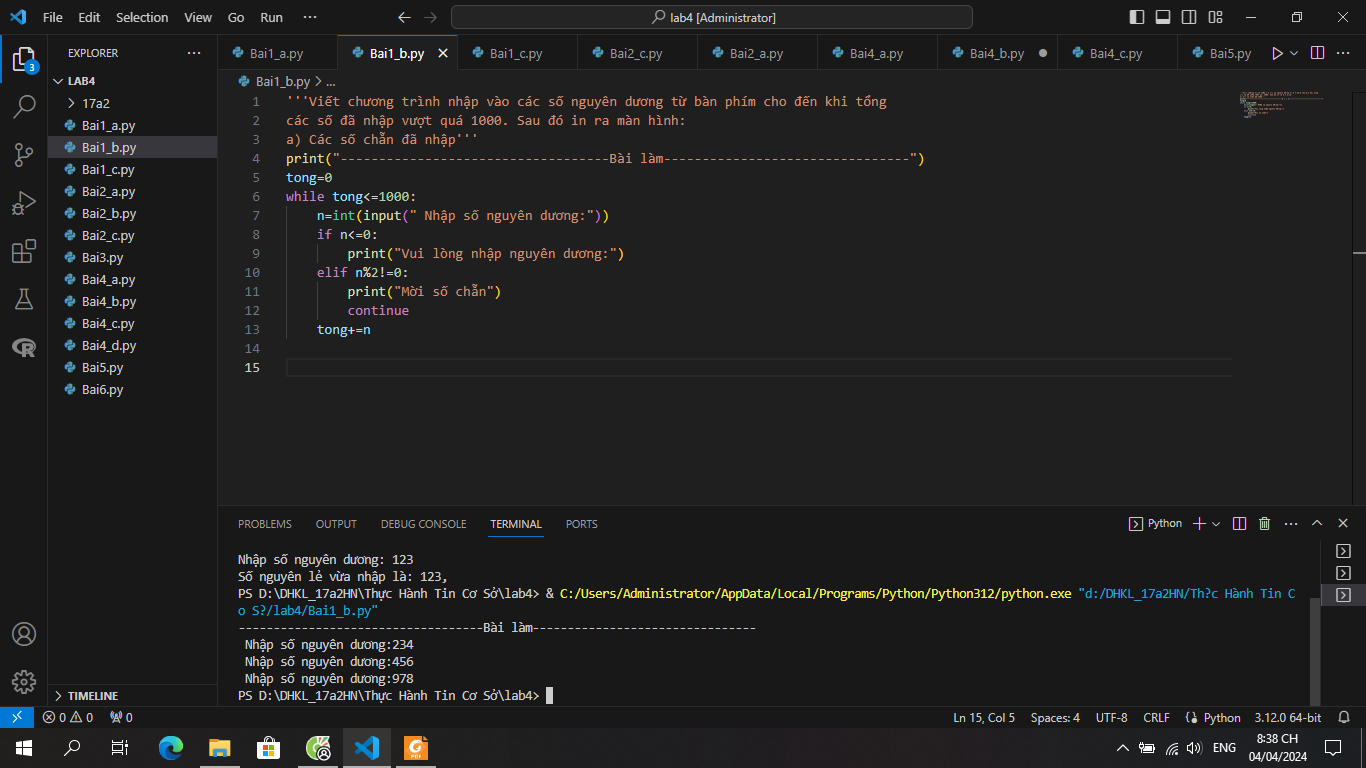 File Edit Selection View Go Run ··· lab4 [Administrator]
EXPLORER ···
LAB4
17a2
Bai1_a.py
Bai1_b.py
Bai1_c.py
Bai2_a.py
Bai2_b.py
Bai2_c.py
Bai3.py
Bai4_a.py
Bai4_b.py
Bai4_c.py
Bai4_d.py
Bai5.py
Bai6.py
TIMELINE
3
Bai1_a.py Bai1_b.py Bai1_c.py Bai2_c.py Bai2_a.py Bai4_a.py Bai4_b.py Bai4_c.py Bai5.py ···
Bai1_b.py > ...
1 '''Viết chương trình nhập vào các số nguyên dương từ bàn phím cho đến khi tổng
2 các số đã nhập vượt quá 1000. Sau đó in ra màn hình:
3 a) Các số chẵn đã nhập'''
4 print("-----------------------------------Bài làm--------------------------------")
5 tong=0
6 while tong<=1000:
7 n=int(input(" Nhập số nguyên dương:"))
8 if n<=0:
9 print("Vui lòng nhập nguyên dương:")
10 elif n%2!=0:
11 print("Mời số chẵn")
12 continue
13 tong+=n
14
15
PROBLEMS OUTPUT DEBUG CONSOLE TERMINAL PORTS Python ···
Nhập số nguyên dương: 123
Số nguyên lẻ vừa nhập là: 123,
PS D:\DHKL_17a2HN\Thực Hành Tin Cơ Sở\lab4> & C:/Users/Administrator/AppData/Local/Programs/Python/Python312/python.exe "d:/DHKL_17a2HN/Th?c Hành Tin C
o S?/lab4/Bai1_b.py"
-----------------------------------Bài làm--------------------------------
Nhập số nguyên dương:234
Nhập số nguyên dương:456
Nhập số nguyên dương:978
PS D:\DHKL_17a2HN\Thực Hành Tin Cơ Sở\lab4>
0 0 0 Ln 15, Col 5 Spaces: 4 UTF-8 CRLF Python 3.12.0 64-bit
ENG 8:38 CH
04/04/2024